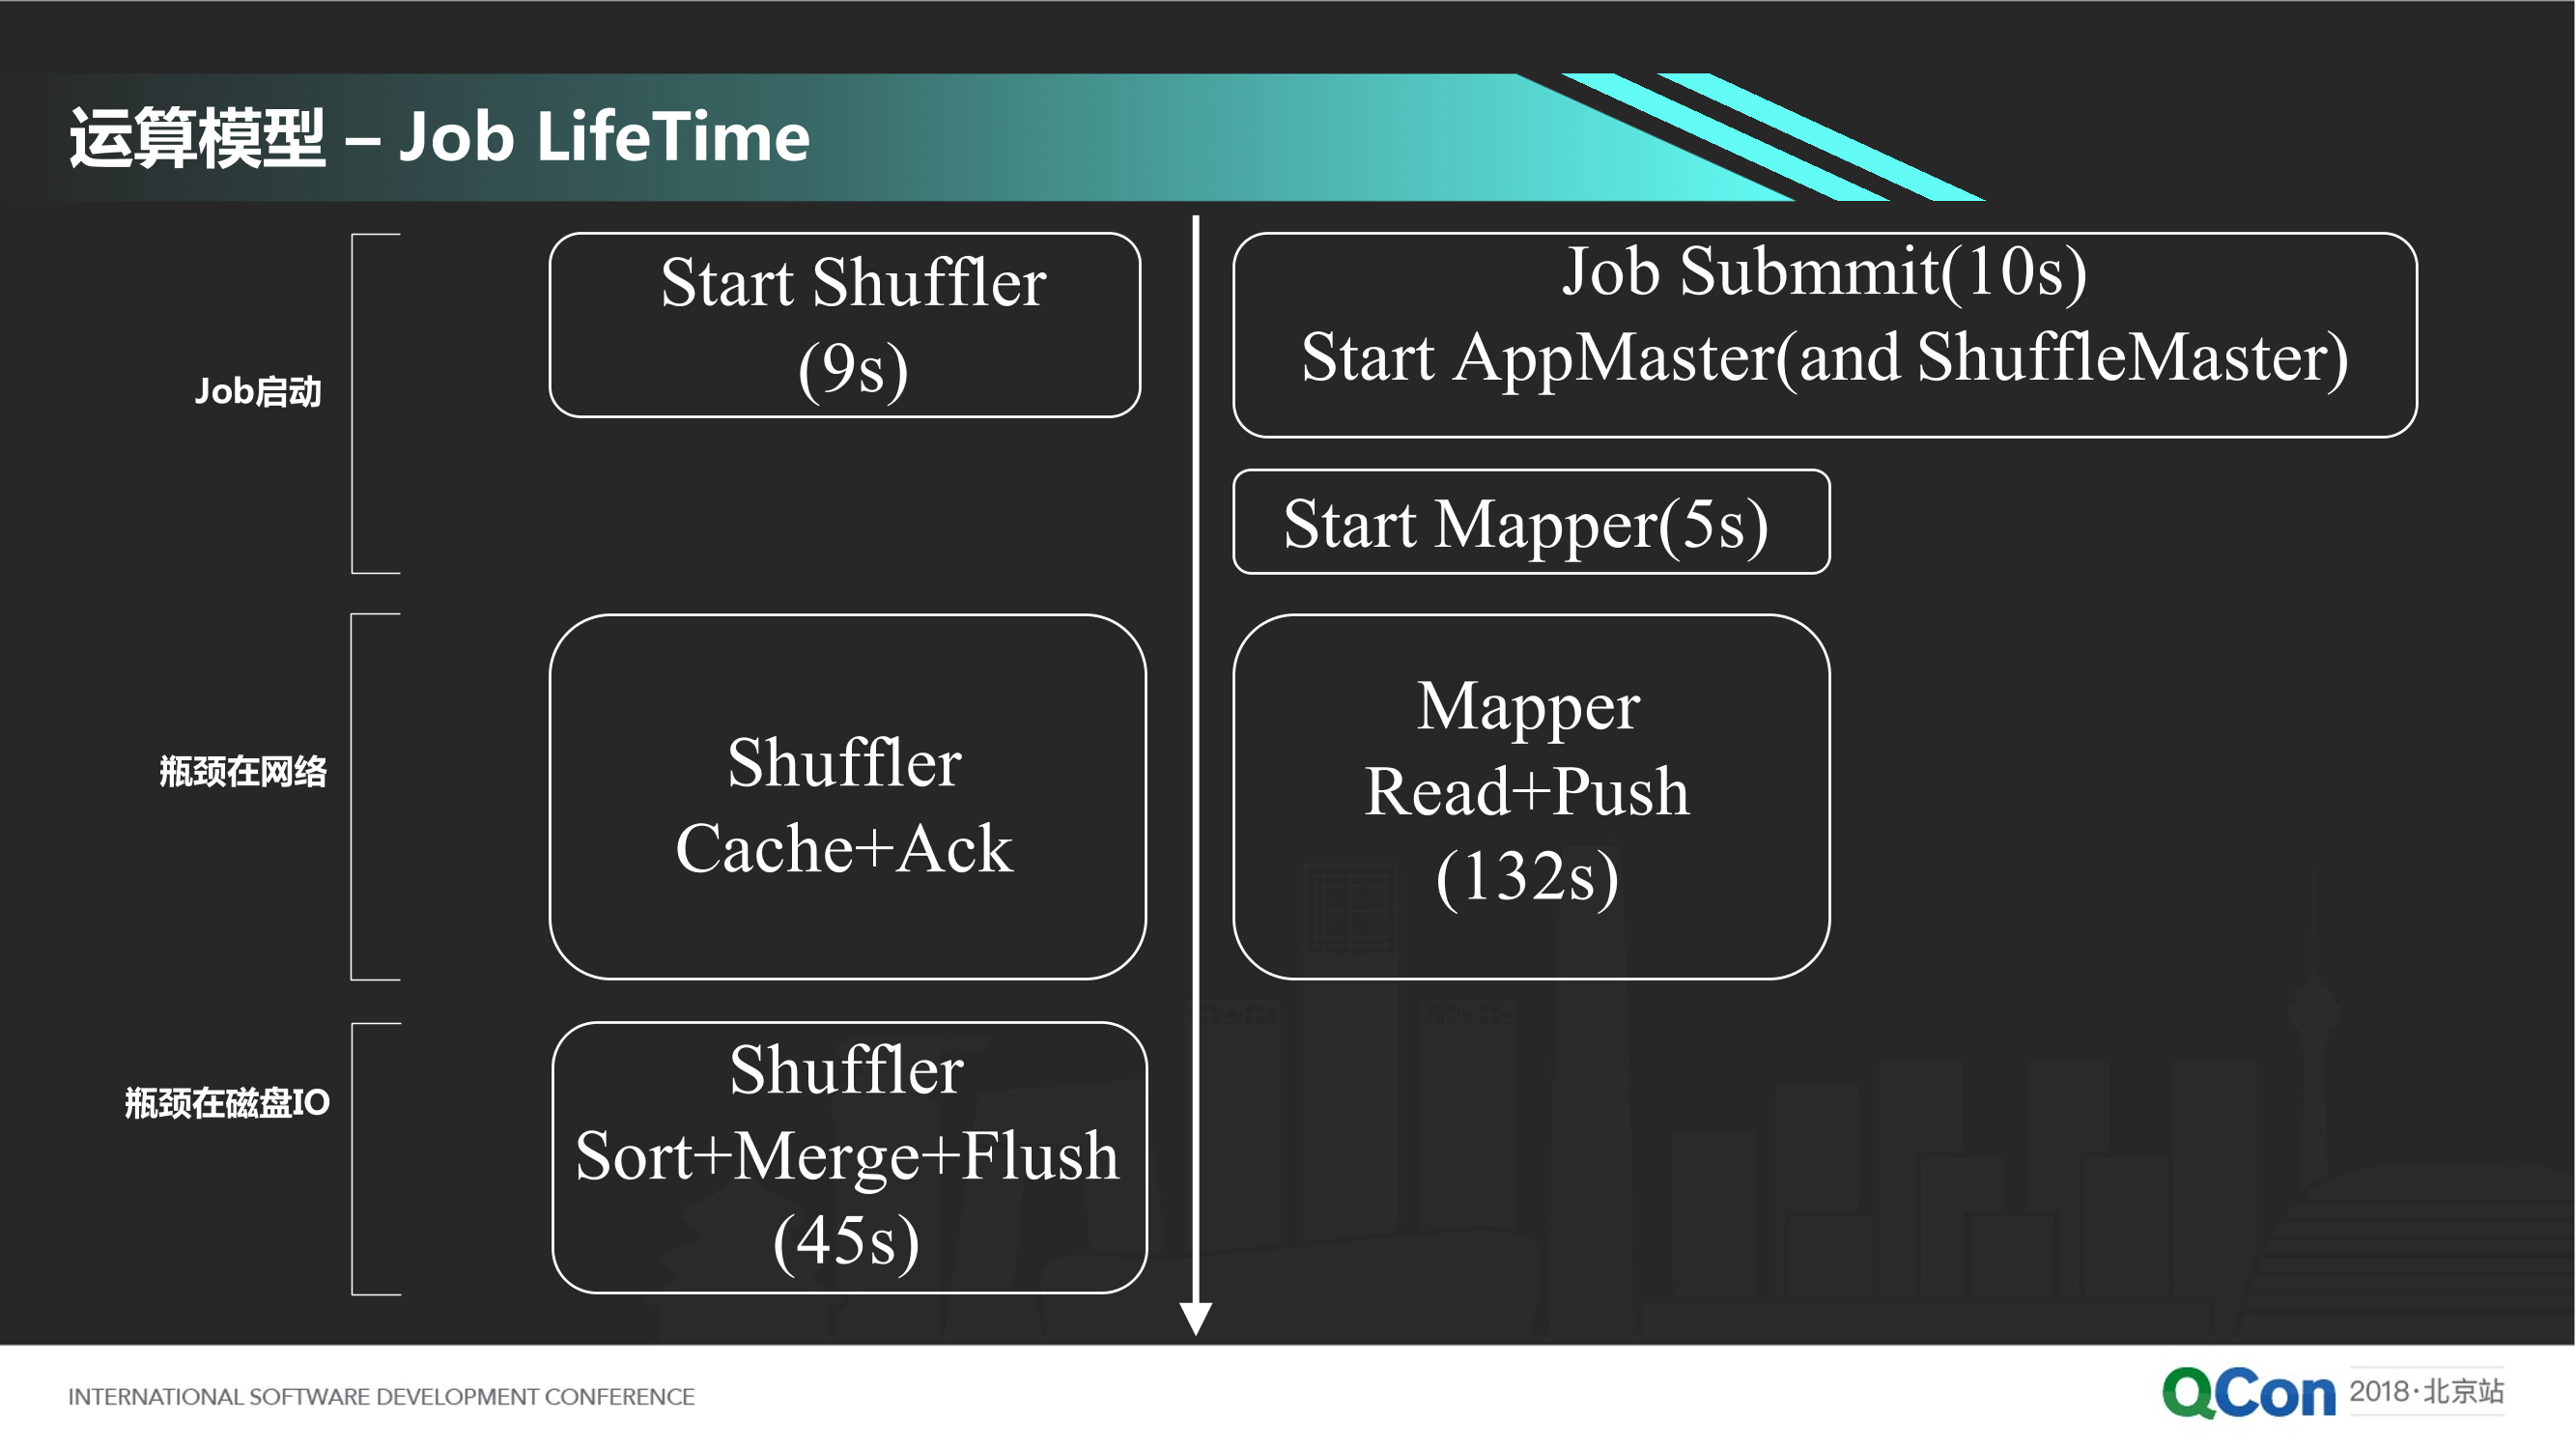 运算模型 – Job LifeTime
Job启动
Start Shuffler
(9s)
Job Submmit(10s)
Start AppMaster(and ShuffleMaster)
Start Mapper(5s)
瓶颈在网络
Shuffler
Cache+Ack
Mapper
Read+Push
(132s)
瓶颈在磁盘IO
Shuffler
Sort+Merge+Flush
(45s)
INTERNATIONAL SOFTWARE DEVELOPMENT CONFERENCE
QCon 2018·北京站